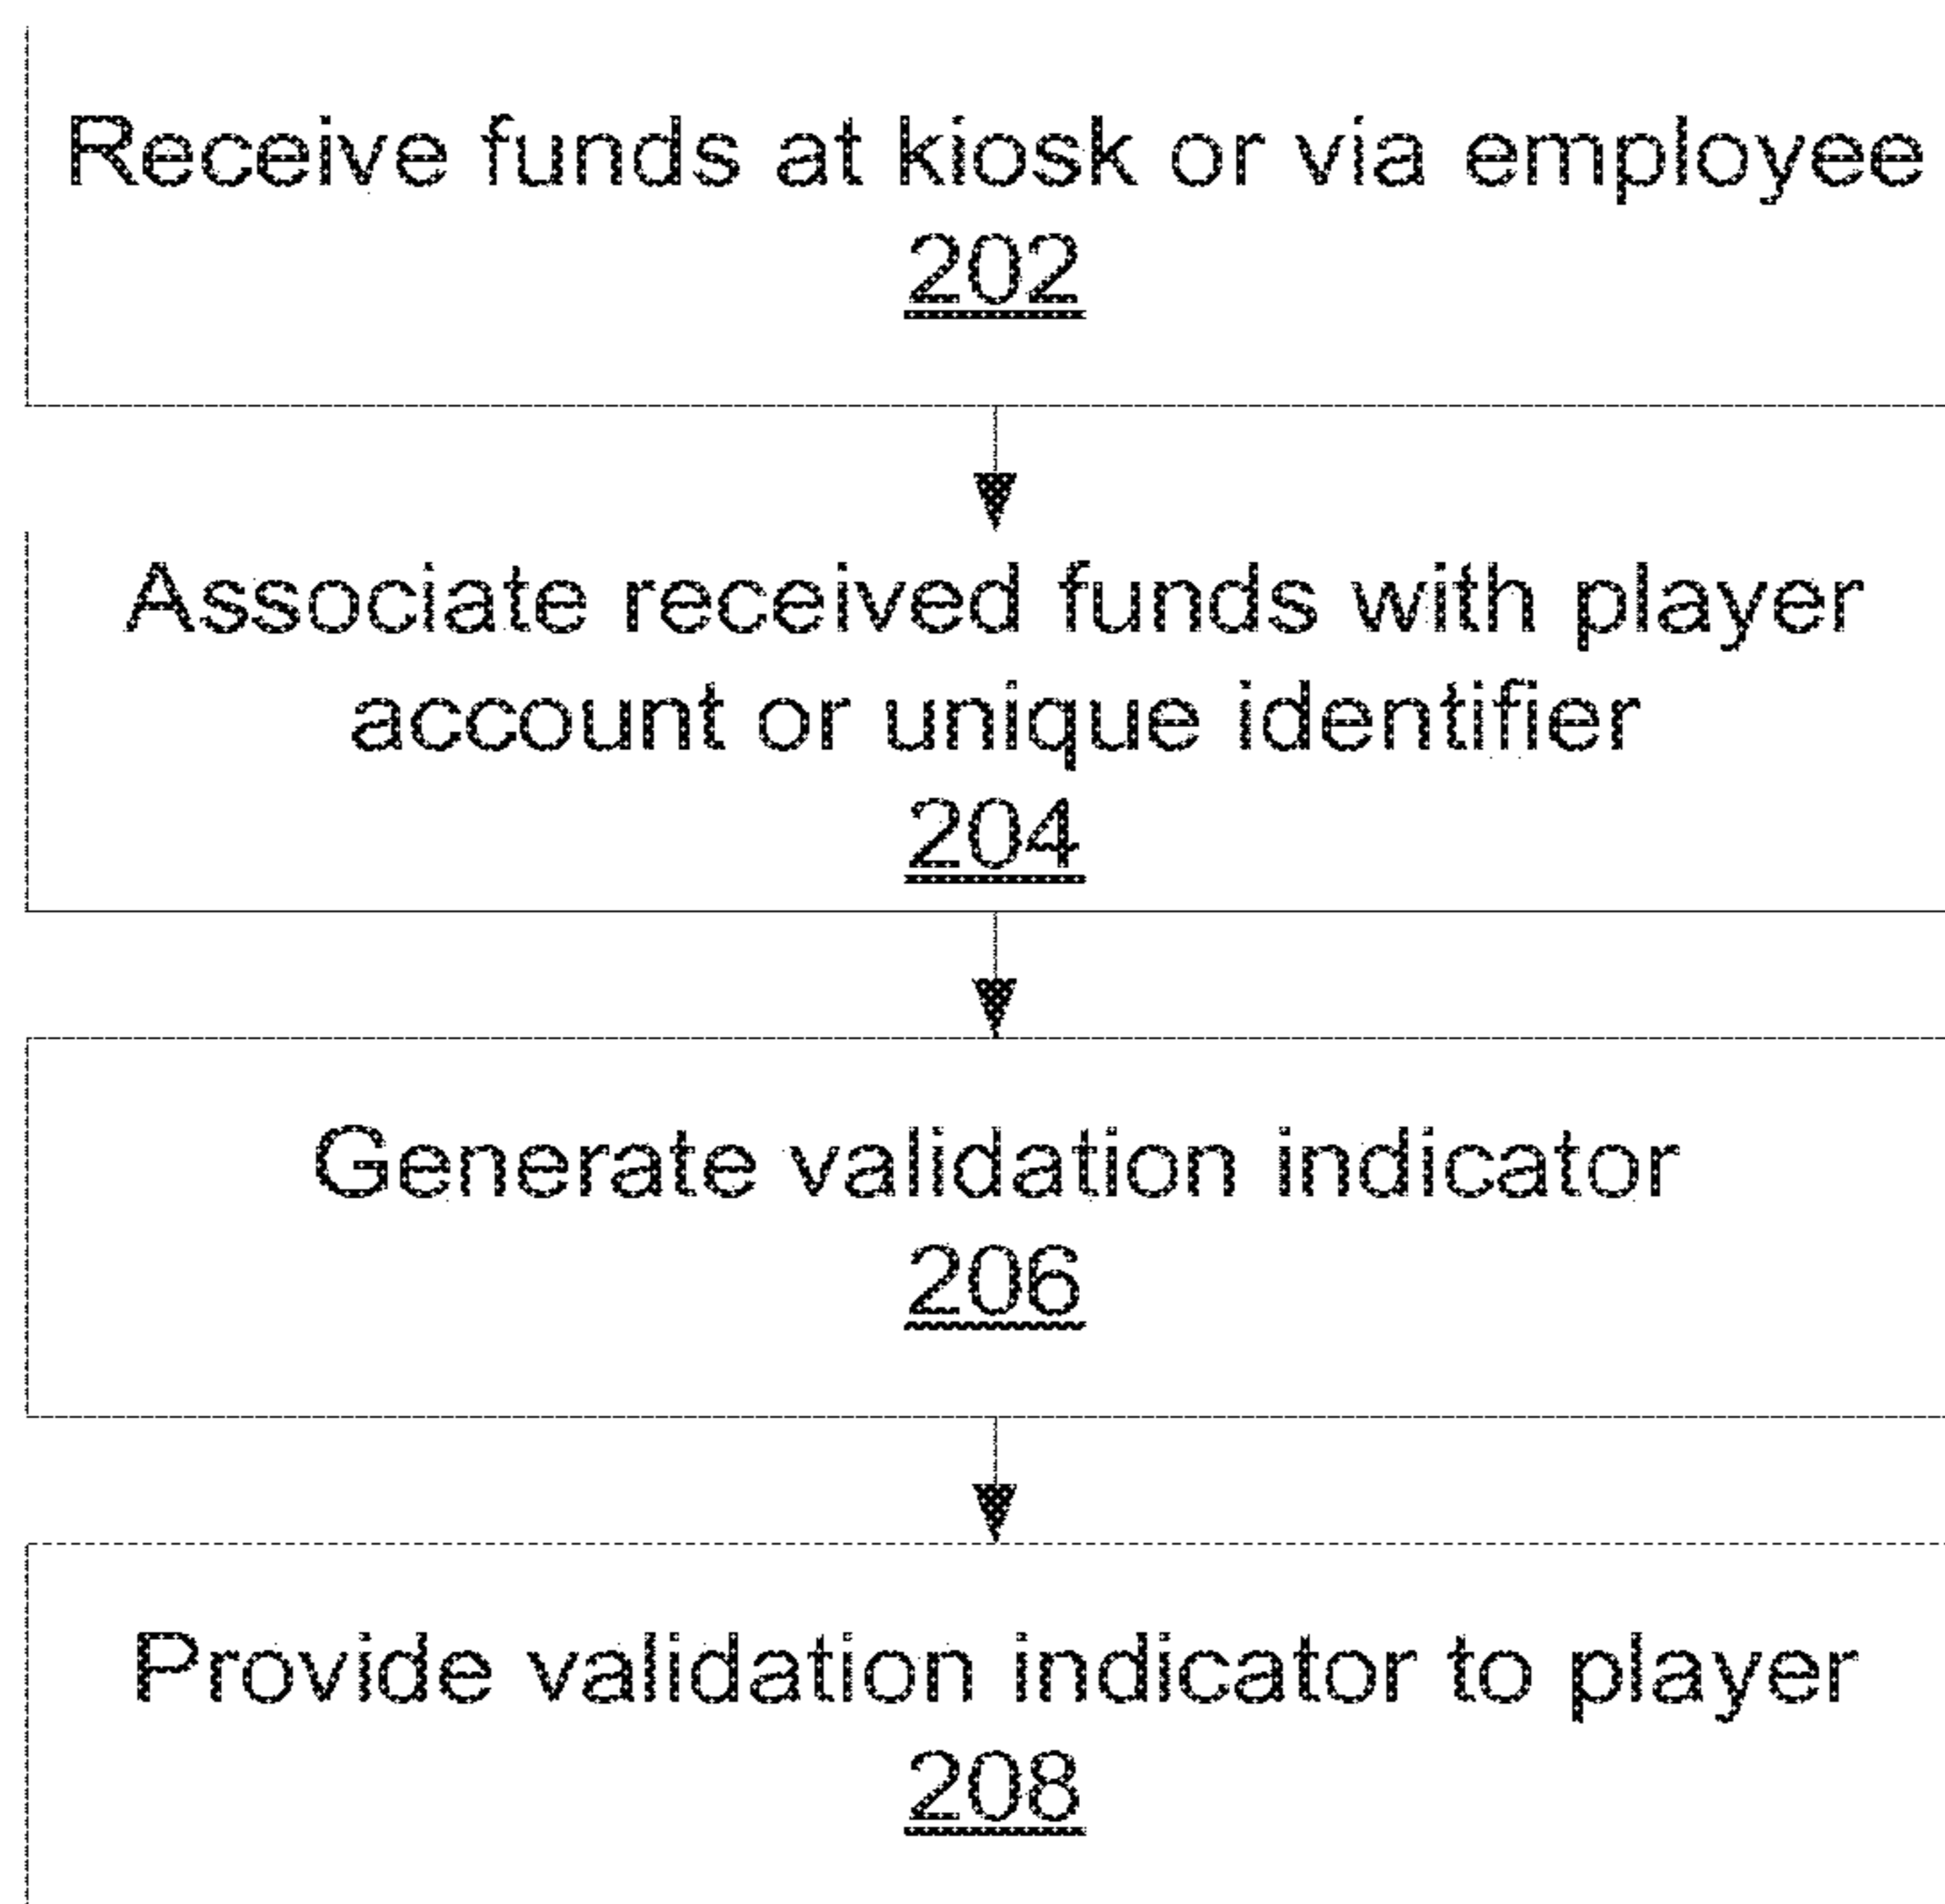 Receive funds at kiosk or via employee
202
Associate received funds with player
account or unique identifier
204
Generate validation indicator
206
Provide validation indicator to player
208